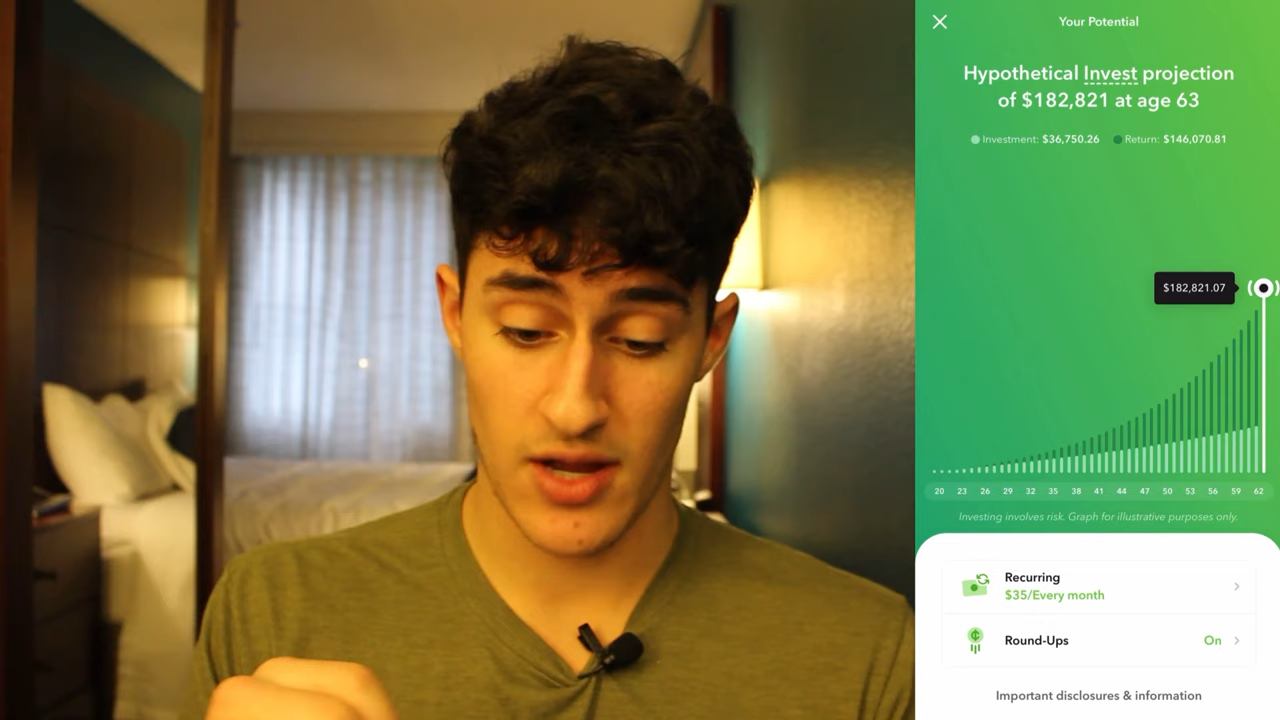 Your Potential
Hypothetical Invest projection
of $182,821 at age 63
Investment: $36,750.26 Return: $146,070.81
$182,821.07
20 23 26 29 32 35 38 41 44 47 50 53 56 59 62
Investing involves risk. Graph for illustrative purposes only.
Recurring
$35/Every month
Round-Ups On
Important disclosures & information